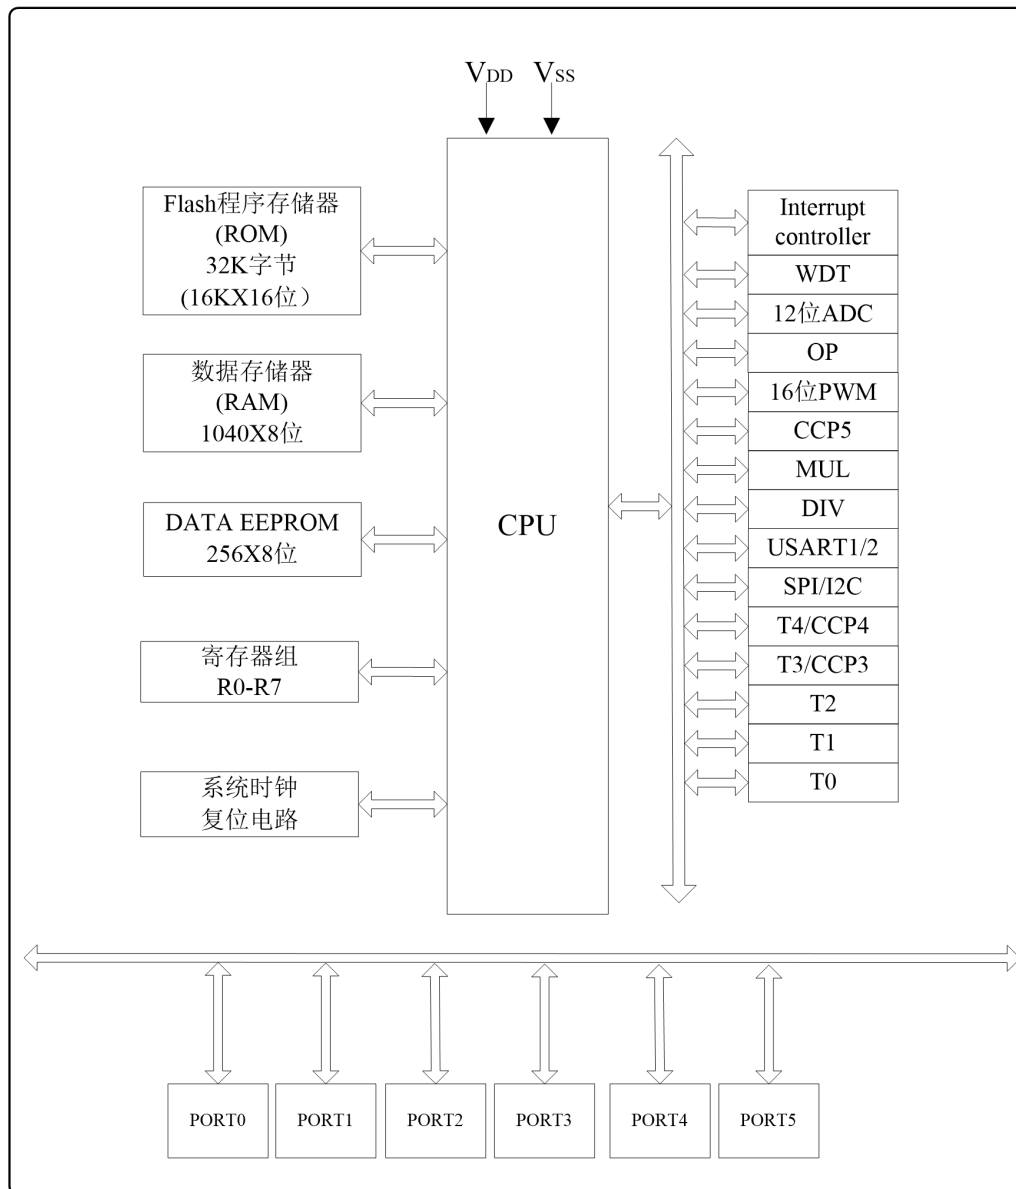 VDD VSS
Flash程序存储器
(ROM)
32K字节
(16KX16位）
数据存储器
(RAM)
1040X8位
DATA EEPROM
256X8位
寄存器组
R0-R7
系统时钟
复位电路
CPU
Interrupt
controller
WDT
12位ADC
OP
16位PWM
CCP5
MUL
DIV
USART1/2
SPI/I2C
T4/CCP4
T3/CCP3
T2
T1
T0
PORT0 PORT1 PORT2 PORT3 PORT4 PORT5